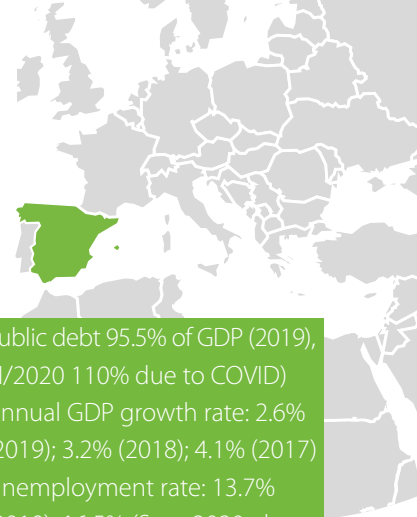 ublic debt 95.5% of GDP (2019),
/2020 110% due to COVID)
nnual GDP growth rate: 2.6%
2019); 3.2% (2018); 4.1% (2017)
nemployment rate: 13.7%